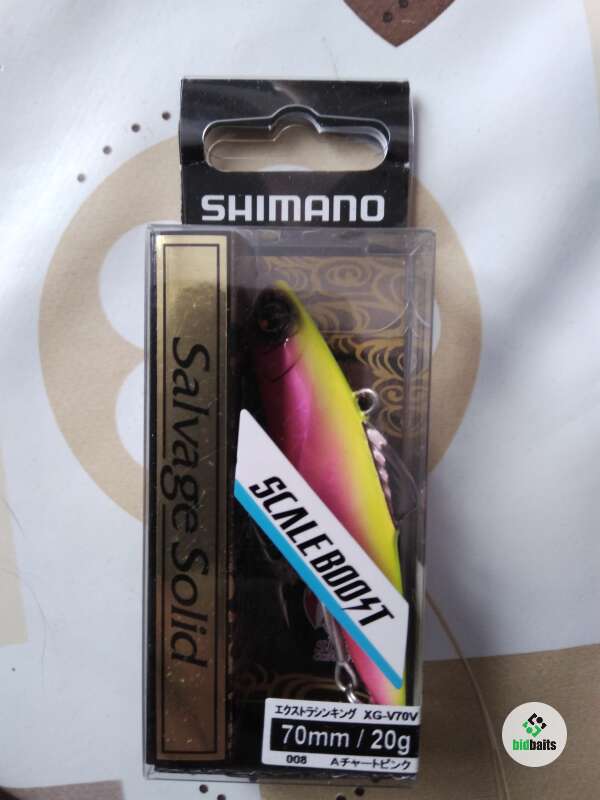 SHIMANO
Salvage Solid
SCALE BOOST
エクストラシンキング XG-V70V
70mm / 20g
008 Aチャートピンク
bidbaits